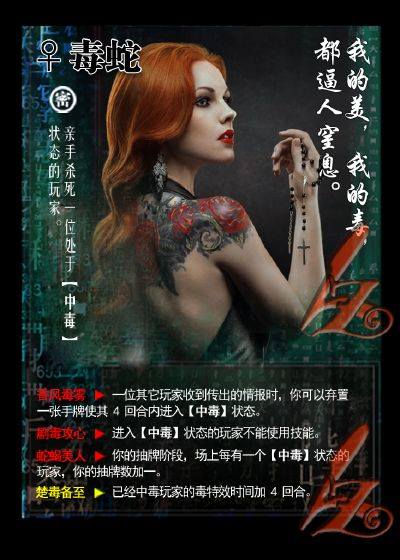 ♀ 毒蛇
我的美，我的毒，
都逼人窒息。
密
亲手杀死一位处于【中毒】
状态的玩家。
香风毒雾 ▶ 一位其它玩家收到传出的情报时，你可以弃置
一张手牌使其 4 回合内进入【中毒】状态。
剧毒攻心 ▶ 进入【中毒】状态的玩家不能使用技能。
蛇蝎美人 ▶ 你的抽牌阶段，场上每有一个【中毒】状态的
玩家，你的抽牌数加一。
楚毒备至 ▶ 已经中毒玩家的毒特效时间加 4 回合。